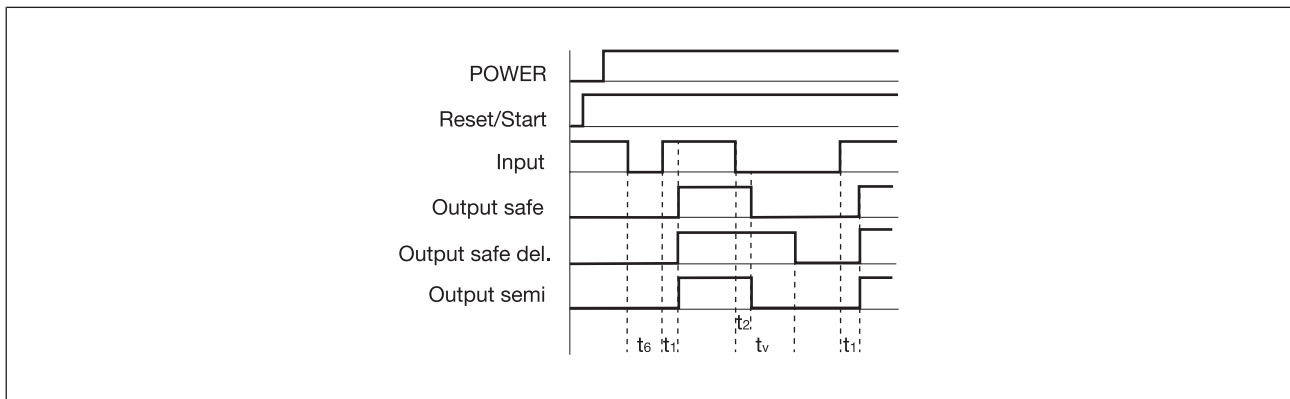 POWER
Reset/Start
Input
Output safe
Output safe del.
Output semi
t2
t6 t1 tv t1